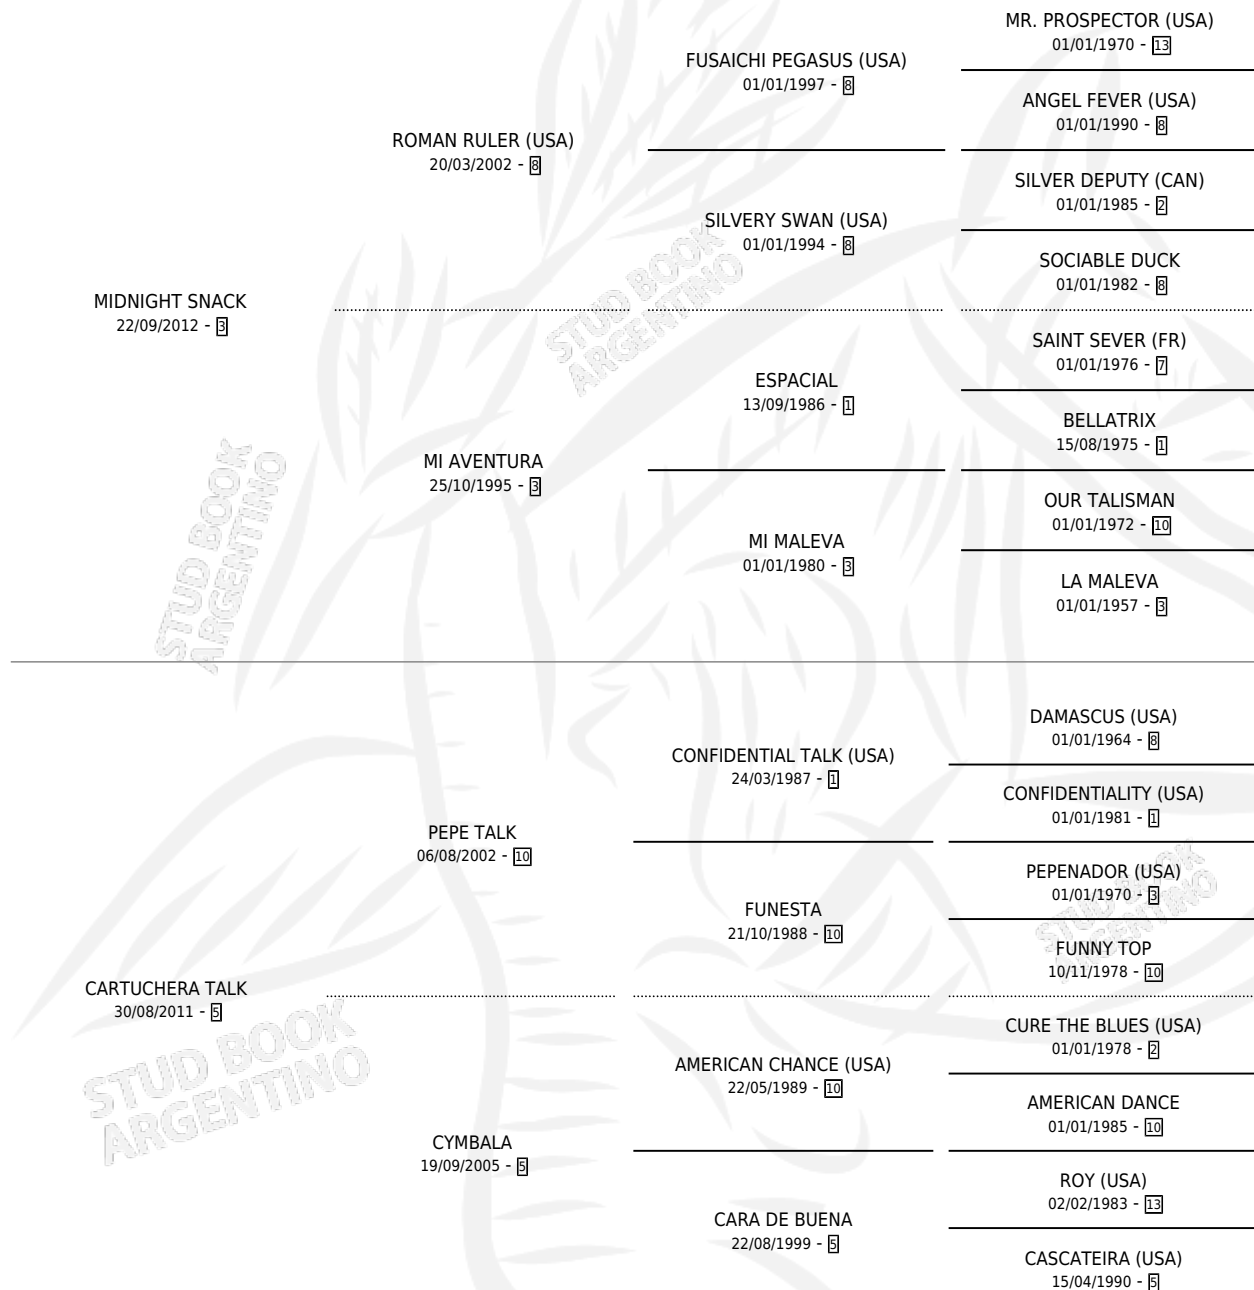 MR. PROSPECTOR (USA)
01/01/1970 - 13
FUSAICHI PEGASUS (USA)
01/01/1997 - 8
ANGEL FEVER (USA)
01/01/1990 - 8
ROMAN RULER (USA)
20/03/2002 - 8
SILVER DEPUTY (CAN)
01/01/1985 - 2
SILVERY SWAN (USA)
01/01/1994 - 8
SOCIABLE DUCK
01/01/1982 - 8
MIDNIGHT SNACK
22/09/2012 - 3
STUD BOOK
ARGENTINO
SAINT SEVER (FR)
01/01/1976 - 7
ESPACIAL
13/09/1986 - 1
BELLATRIX
15/08/1975 - 1
MI AVENTURA
25/10/1995 - 3
OUR TALISMAN
01/01/1972 - 10
MI MALEVA
01/01/1980 - 3
LA MALEVA
01/01/1957 - 3
STUD BOOK
ARGENTINO
DAMASCUS (USA)
01/01/1964 - 8
CONFIDENTIAL TALK (USA)
24/03/1987 - 1
CONFIDENTIALITY (USA)
01/01/1981 - 1
PEPE TALK
06/08/2002 - 10
PEPENADOR (USA)
01/01/1970 - 3
FUNESTA
21/10/1988 - 10
STUD BOOK
ARGENTINO
FUNNY TOP
10/11/1978 - 10
CARTUCHERA TALK
30/08/2011 - 5
STUD BOOK
ARGENTINO
CURE THE BLUES (USA)
01/01/1978 - 2
AMERICAN CHANCE (USA)
22/05/1989 - 10
AMERICAN DANCE
01/01/1985 - 10
CYMBALA
19/09/2005 - 5
ROY (USA)
02/02/1983 - 13
CARA DE BUENA
22/08/1999 - 5
CASCATEIRA (USA)
15/04/1990 - 5